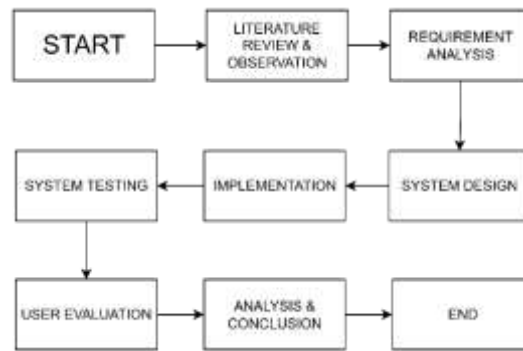 START
LITERATURE
REVIEW &
OBSERVATION
REQUIREMENT
ANALYSIS
SYSTEM DESIGN
IMPLEMENTATION
SYSTEM TESTING
USER EVALUATION
ANALYSIS &
CONCLUSION
END